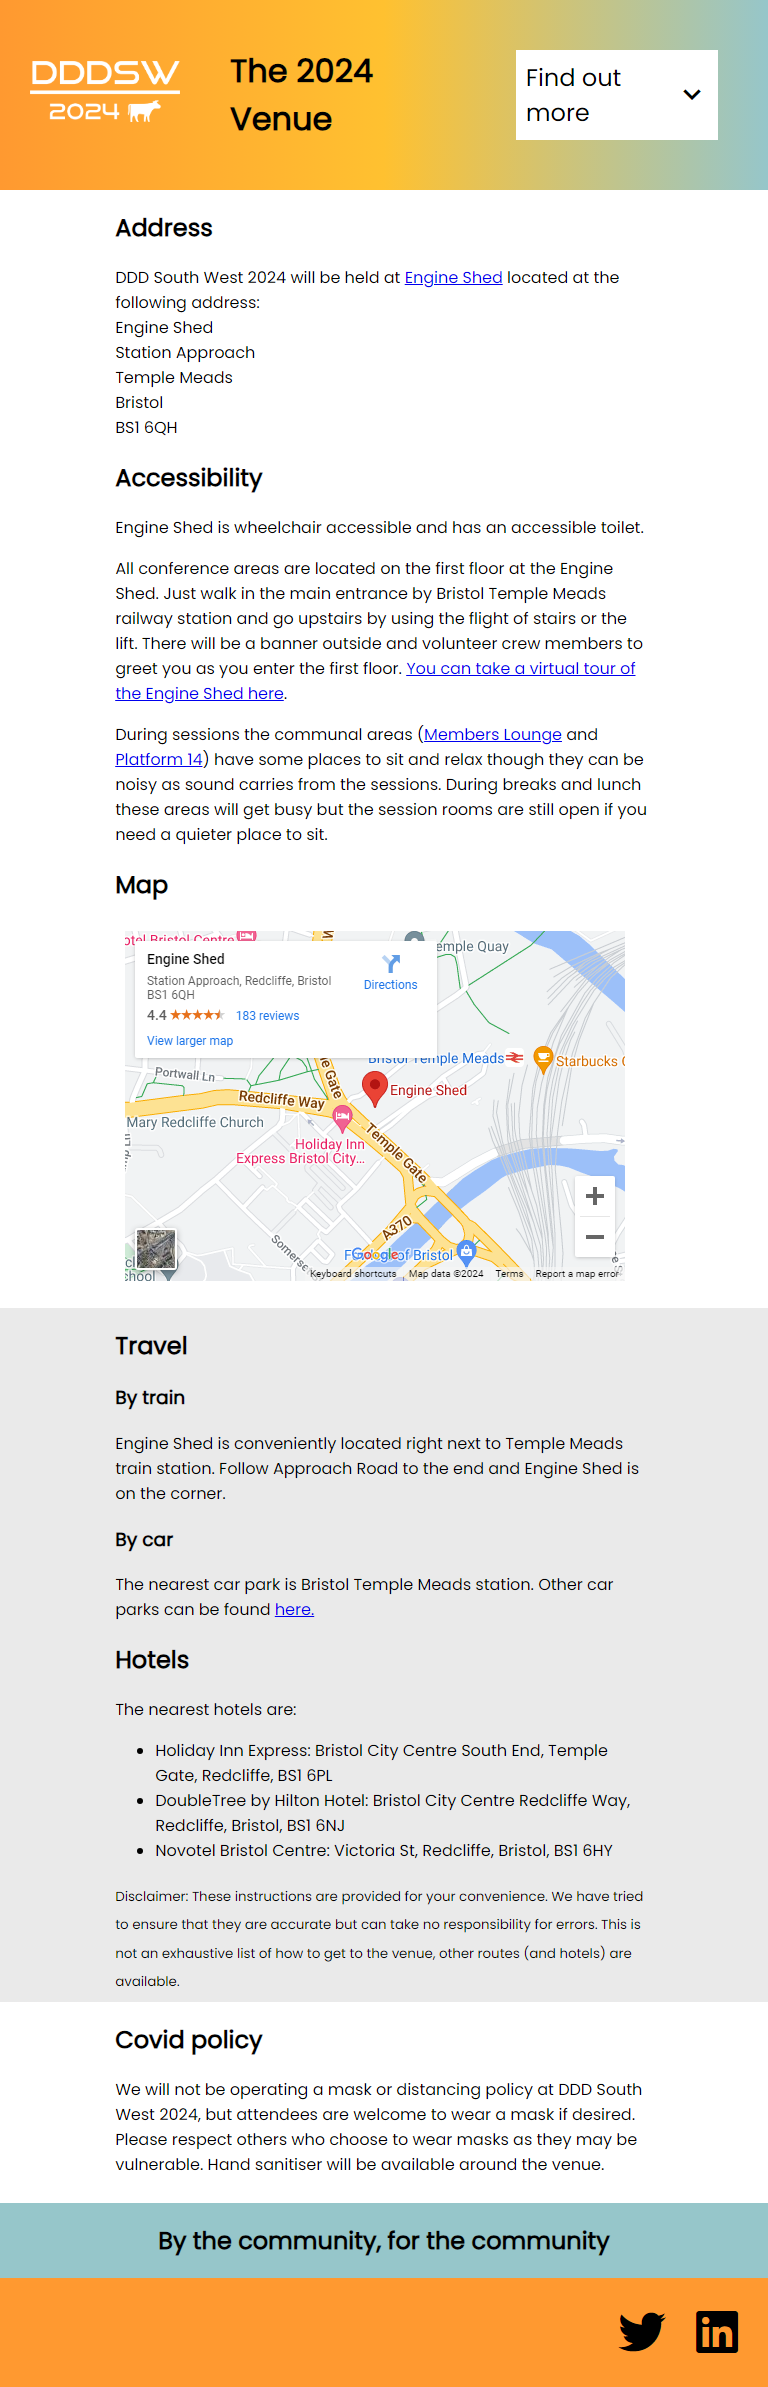 DDDSW
2024
The 2024
Venue
Find out
more
Address
DDD South West 2024 will be held at Engine Shed located at the
following address:
Engine Shed
Station Approach
Temple Meads
Bristol
BS1 6QH
Accessibility
Engine Shed is wheelchair accessible and has an accessible toilet.
All conference areas are located on the first floor at the Engine
Shed. Just walk in the main entrance by Bristol Temple Meads
railway station and go upstairs by using the flight of stairs or the
lift. There will be a banner outside and volunteer crew members to
greet you as you enter the first floor. You can take a virtual tour of
the Engine Shed here.
During sessions the communal areas (Members Lounge and
Platform 14) have some places to sit and relax though they can be
noisy as sound carries from the sessions. During breaks and lunch
these areas will get busy but the session rooms are still open if you
need a quieter place to sit.
Map
Bristol Centre
emple Quay
Engine Shed
Station Approach, Redcliffe, Bristol
BS1 6QH
Directions
4.4 183 reviews
View larger map
Bristol Temple Meads
Starbucks
Portwall Ln
le Gate
Engine Shed
Redcliffe Way
Mary Redcliffe Church
Holiday Inn
Express Bristol City...
Temple Gate
A370
Somerse
of Bristol
Google
chool
Keyboard shortcuts Map data ©2024 Terms Report a map error
Travel
By train
Engine Shed is conveniently located right next to Temple Meads
train station. Follow Approach Road to the end and Engine Shed is
on the corner.
By car
The nearest car park is Bristol Temple Meads station. Other car
parks can be found here.
Hotels
The nearest hotels are:
• Holiday Inn Express: Bristol City Centre South End, Temple
Gate, Redcliffe, BS1 6PL
• DoubleTree by Hilton Hotel: Bristol City Centre Redcliffe Way,
Redcliffe, Bristol, BS1 6NJ
• Novotel Bristol Centre: Victoria St, Redcliffe, Bristol, BS1 6HY
Disclaimer: These instructions are provided for your convenience. We have tried
to ensure that they are accurate but can take no responsibility for errors. This is
not an exhaustive list of how to get to the venue, other routes (and hotels) are
available.
Covid policy
We will not be operating a mask or distancing policy at DDD South
West 2024, but attendees are welcome to wear a mask if desired.
Please respect others who choose to wear masks as they may be
vulnerable. Hand sanitiser will be available around the venue.
By the community, for the community
in